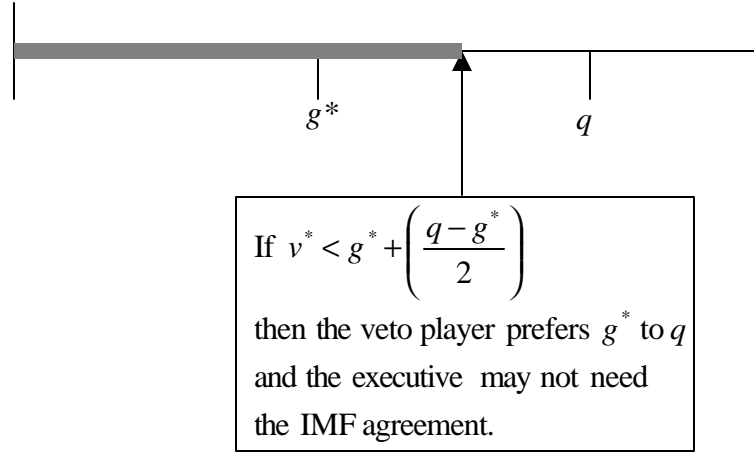 g* q
If v* < g* + ( (q − g*) / 2 )
then the veto player prefers g* to q
and the executive may not need
the IMF agreement.